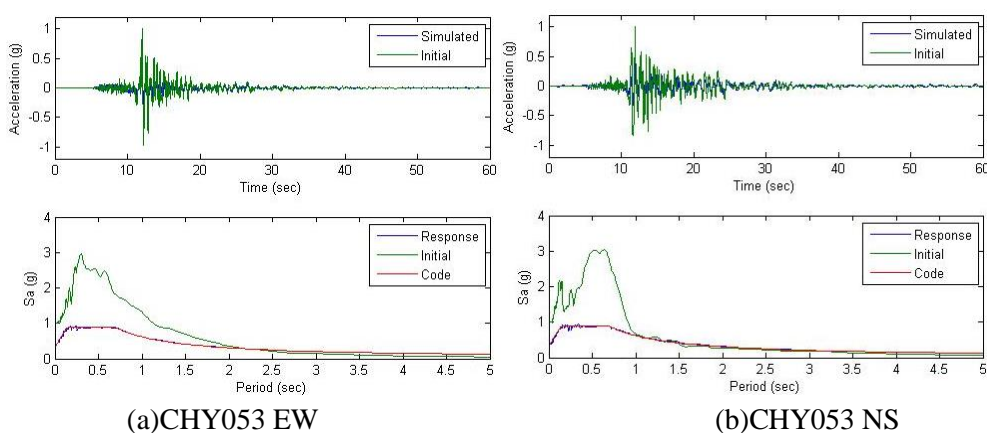 Acceleration (g)
1
0.5
0
-0.5
-1
Simulated
Initial
0 10 20 30 40 50 60
Time (sec)
Sa (g)
4
3
2
1
0
Response
Initial
Code
0 0.5 1 1.5 2 2.5 3 3.5 4 4.5 5
Period (sec)
(a)CHY053 EW
Acceleration (g)
1
0.5
0
-0.5
-1
Simulated
Initial
0 10 20 30 40 50 60
Time (sec)
Sa (g)
4
3
2
1
0
Response
Initial
Code
0 0.5 1 1.5 2 2.5 3 3.5 4 4.5 5
Period (sec)
(b)CHY053 NS